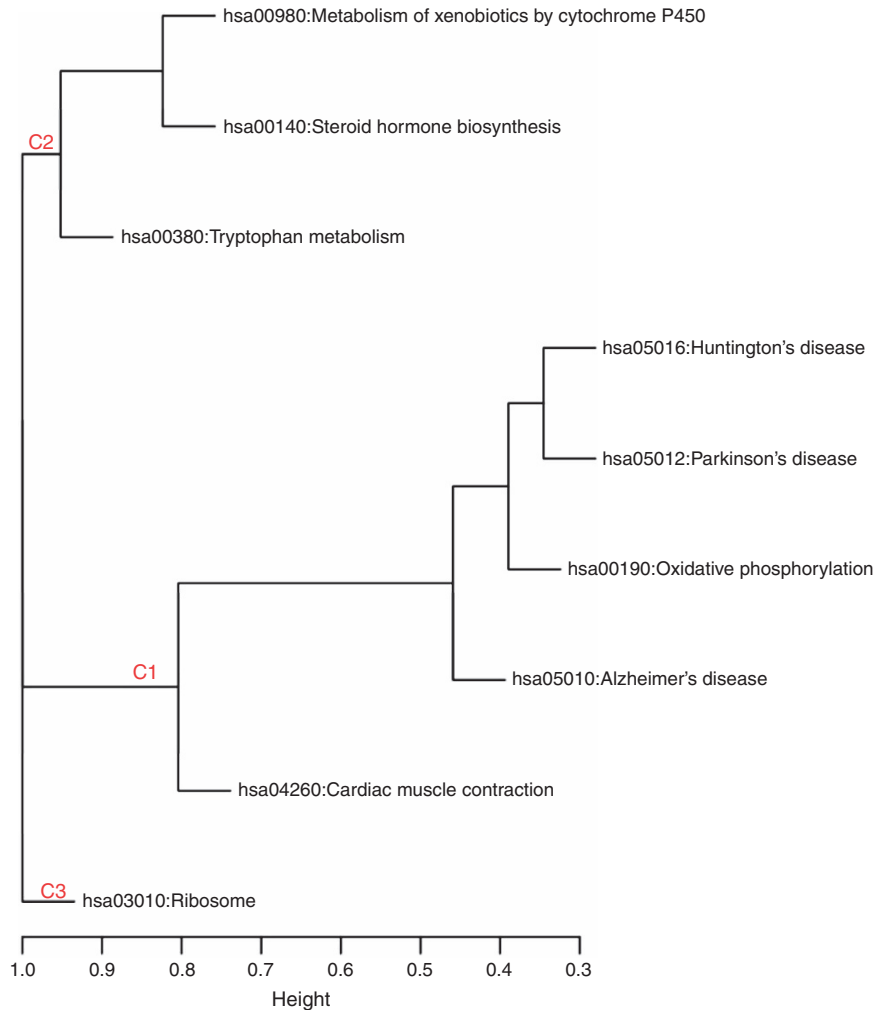 hsa00980:Metabolism of xenobiotics by cytochrome P450
hsa00140:Steroid hormone biosynthesis
C2
hsa00380:Tryptophan metabolism
hsa05016:Huntington’s disease
hsa05012:Parkinson’s disease
hsa00190:Oxidative phosphorylation
C1
hsa05010:Alzheimer’s disease
hsa04260:Cardiac muscle contraction
C3
hsa03010:Ribosome
1.0 0.9 0.8 0.7 0.6 0.5 0.4 0.3
Height